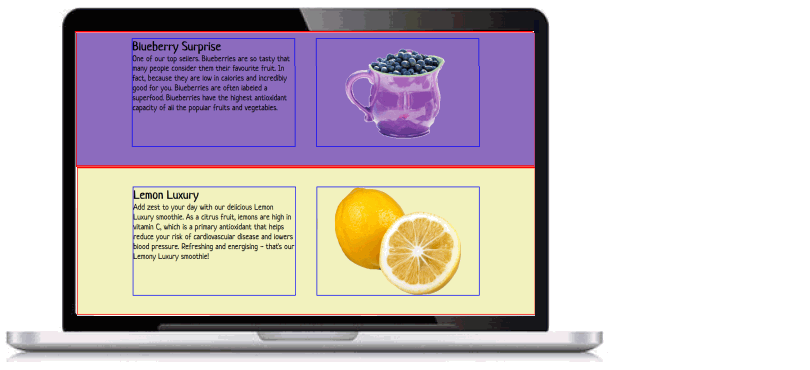 Blueberry Surprise
One of our top sellers. Blueberries are so tasty that
many people consider them their favourite fruit. In
fact, because they are low in calories and incredibly
good for you. Blueberries are often labeled a
superfood. Blueberries have the highest antioxidant
capacity of all the popular fruits and vegetables.
Lemon Luxury
Add zest to your day with our delicious Lemon
Luxury smoothie. As a citrus fruit, lemons are high in
vitamin C, which is a primary antioxidant that helps
reduce your risk of cardiovascular disease and lowers
blood pressure. Refreshing and energising - that's our
Lemony Luxury smoothie!